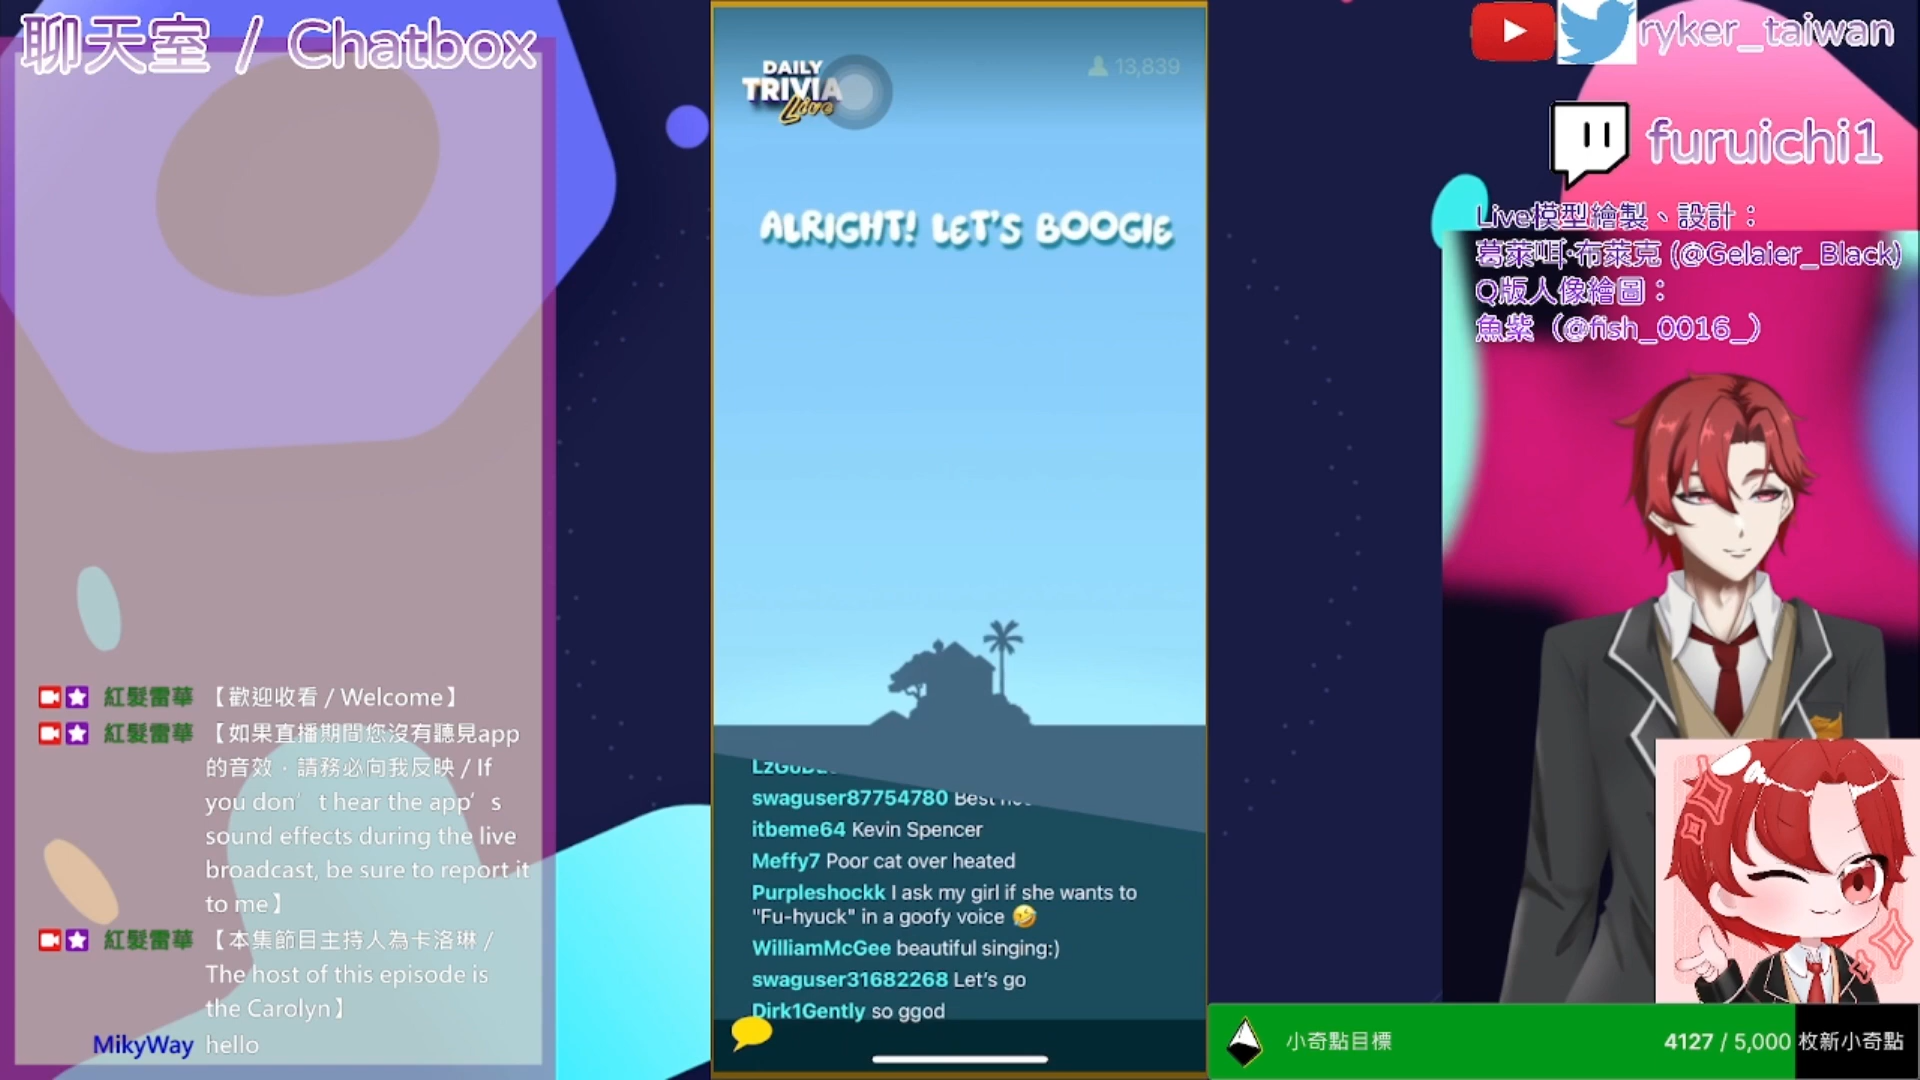 聊天室 / Chatbox
紅髮雷華 【歡迎收看 / Welcome】
紅髮雷華 【如果直播期間您沒有聽見app
的音效，請務必向我反映 / If
you don’t hear the app’s
sound effects during the live
broadcast, be sure to report it
to me】
紅髮雷華 【本集節目主持人為卡洛琳 /
The host of this episode is
the Carolyn】
MikyWay hello
DAILY
TRIVIA
Live
13,839
ALRIGHT! LET'S BOOGIE
swaguser87754780 Best
itbeme64 Kevin Spencer
Meffy7 Poor cat over heated
Purpleshockk I ask my girl if she wants to
"Fu-hyuck" in a goofy voice 🤣
WilliamMcGee beautiful singing:)
swaguser31682268 Let's go
Dirk1Gently so ggod
ryker_taiwan
furuichi1
Live模型繪製、設計：
葛萊咡·布萊克 (@Gelaier_Black)
Q版人像繪圖：
魚紫（@fish_0016_）
小奇點目標 4127 / 5,000 枚新小奇點